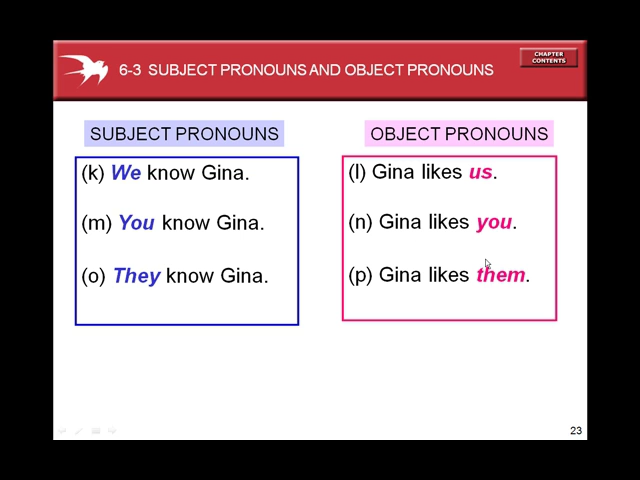 CHAPTER
CONTENTS
6-3 SUBJECT PRONOUNS AND OBJECT PRONOUNS
SUBJECT PRONOUNS
(k) We know Gina.
(m) You know Gina.
(o) They know Gina.
OBJECT PRONOUNS
(l) Gina likes us.
(n) Gina likes you.
(p) Gina likes them.
23